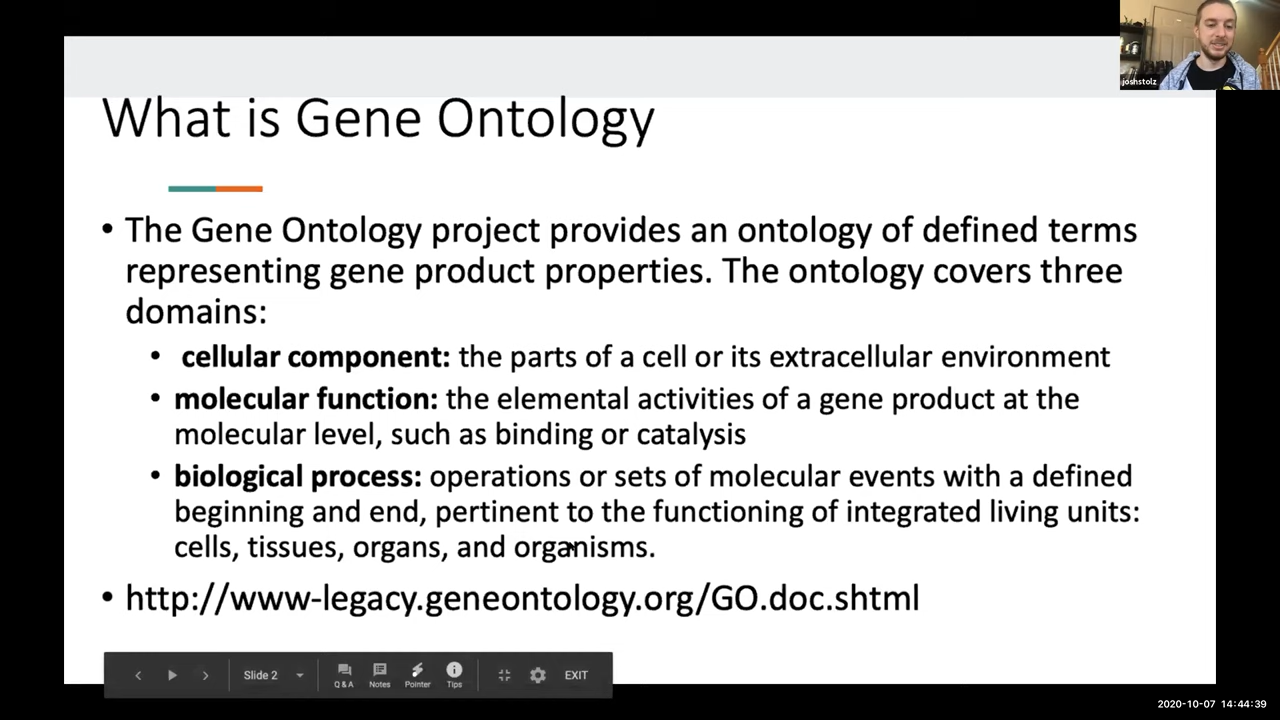 joshstolz
What is Gene Ontology
• The Gene Ontology project provides an ontology of defined terms
representing gene product properties. The ontology covers three
domains:
• cellular component: the parts of a cell or its extracellular environment
• molecular function: the elemental activities of a gene product at the
molecular level, such as binding or catalysis
• biological process: operations or sets of molecular events with a defined
beginning and end, pertinent to the functioning of integrated living units:
cells, tissues, organs, and organisms.
• http://www-legacy.geneontology.org/GO.doc.shtml
Slide 2
Q & A
Notes
Pointer
Tips
EXIT
2020-10-07 14:44:39